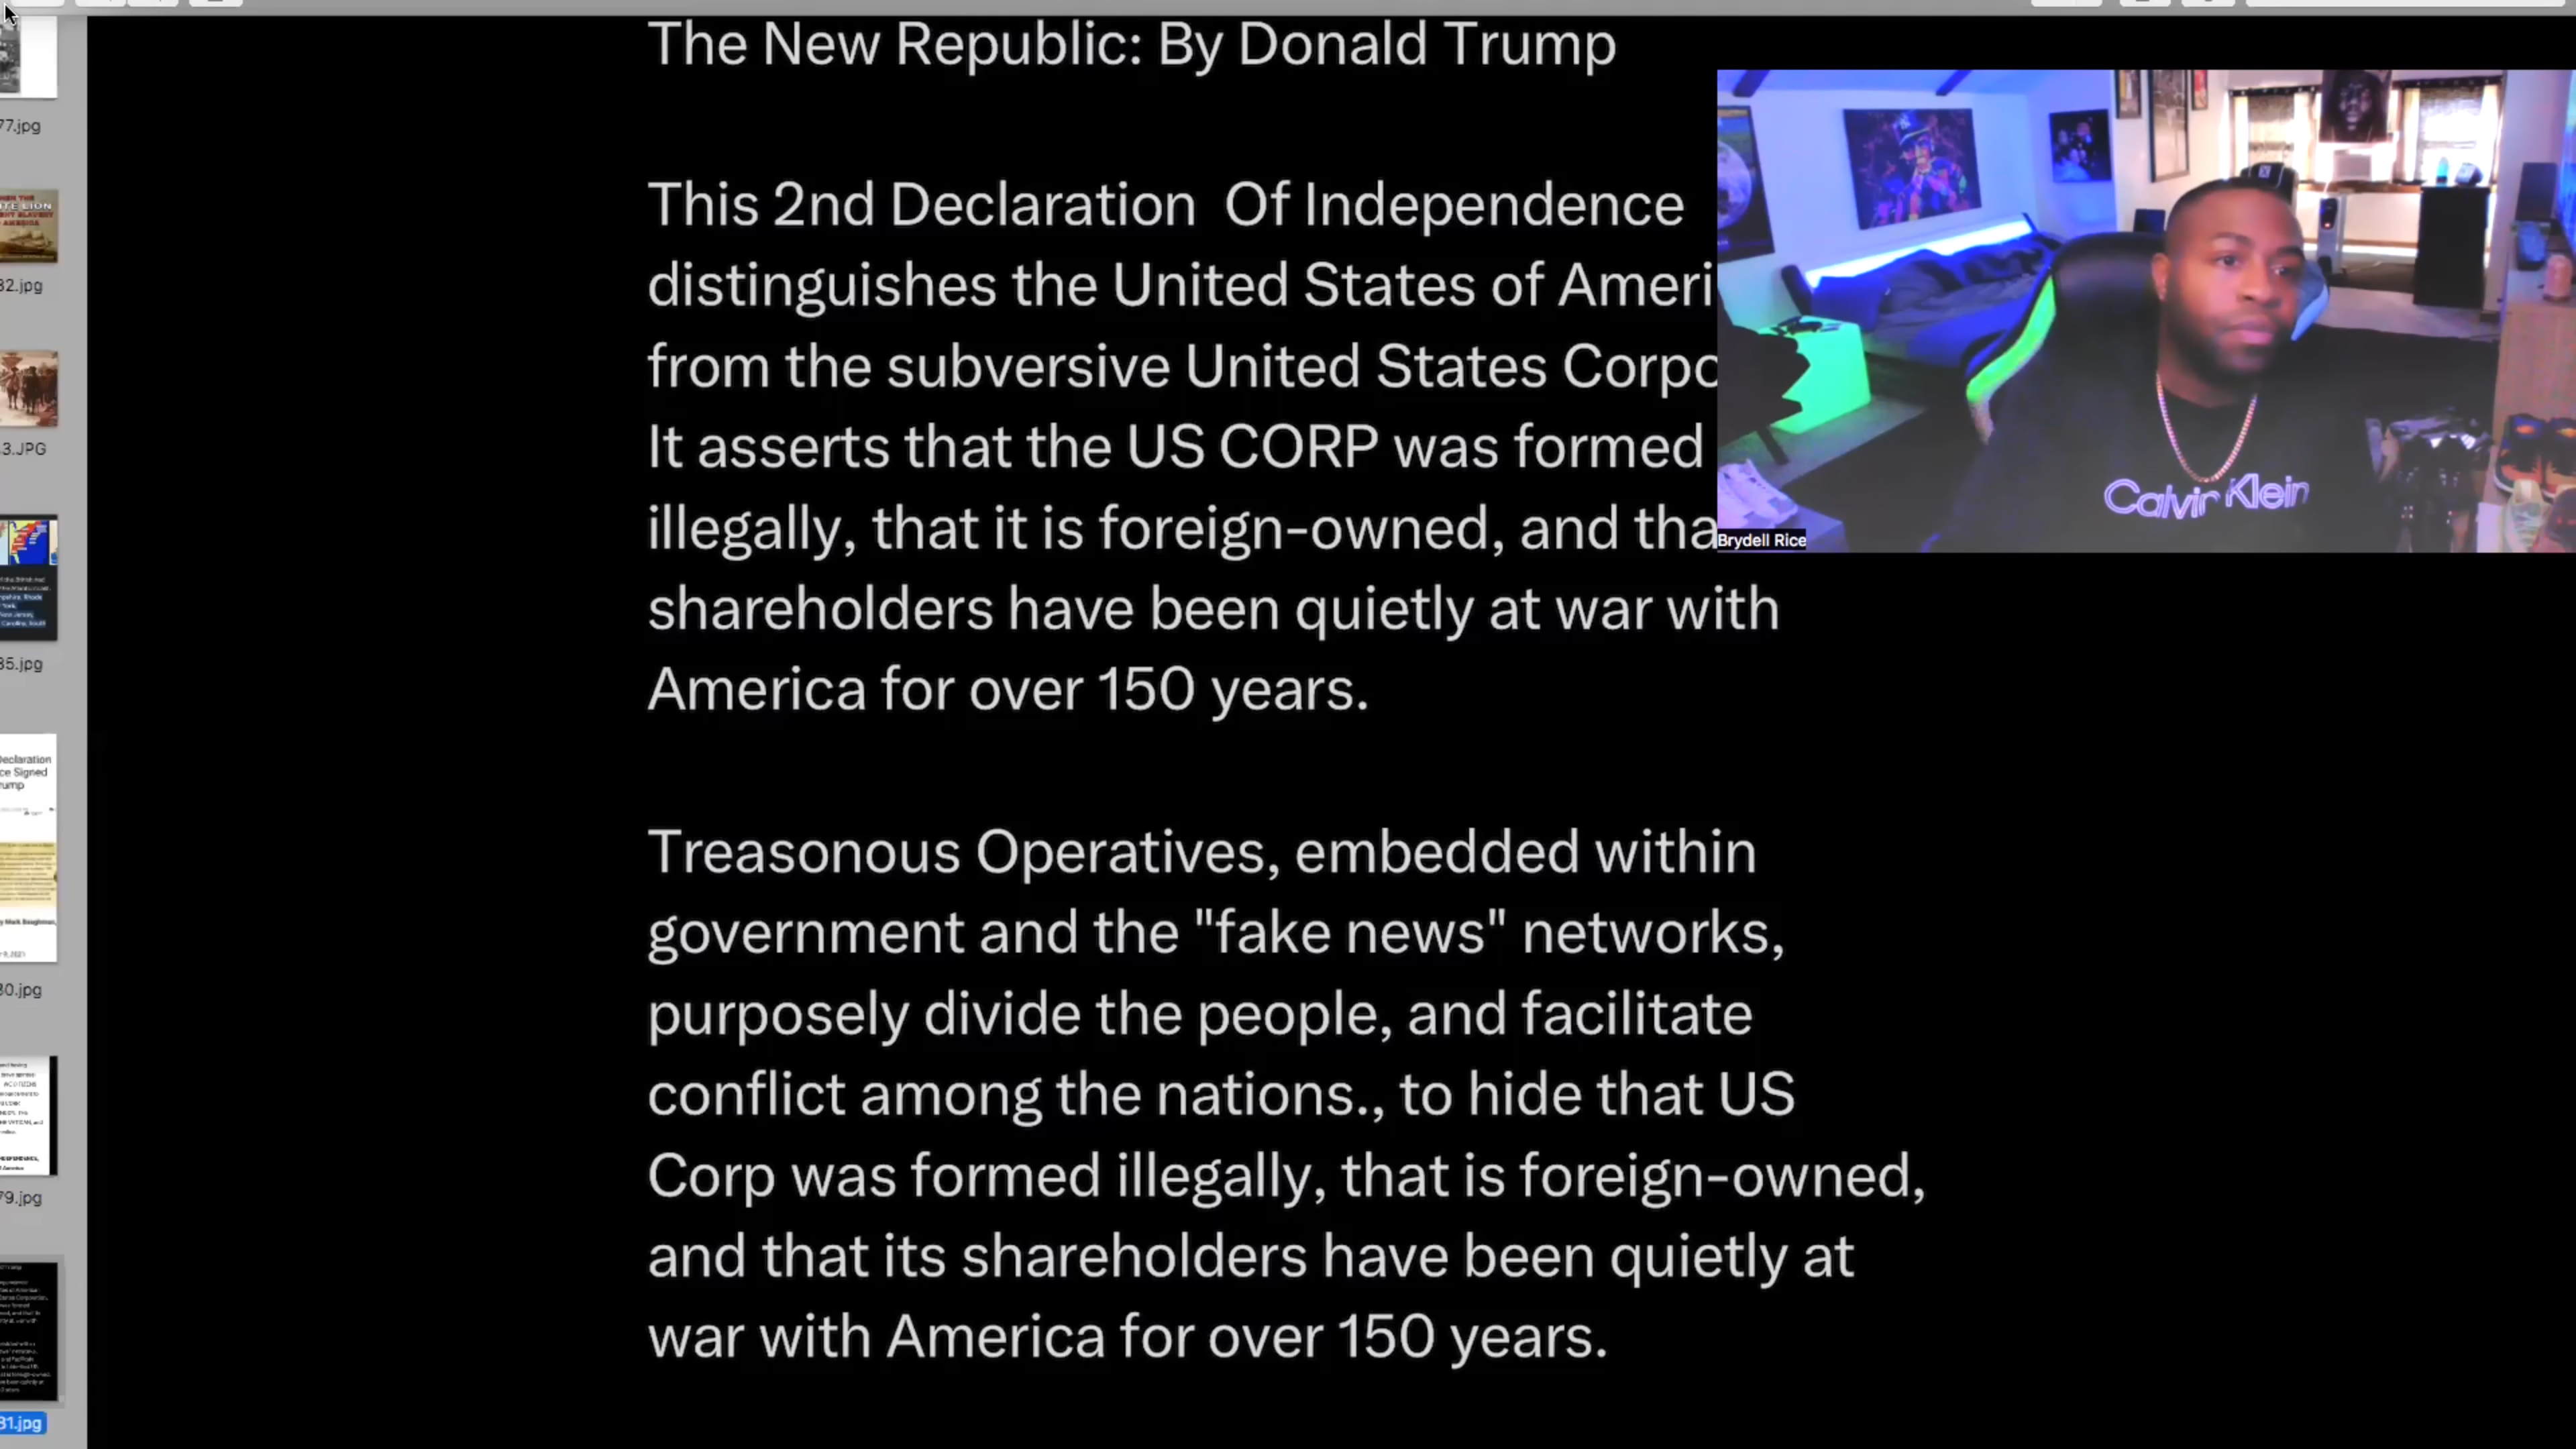 The New Republic: By Donald Trump
This 2nd Declaration Of Independence
distinguishes the United States of Ameri
from the subversive United States Corpo
It asserts that the US CORP was formed
illegally, that it is foreign-owned, and tha
shareholders have been quietly at war with
America for over 150 years.
Treasonous Operatives, embedded within
government and the "fake news" networks,
purposely divide the people, and facilitate
conflict among the nations., to hide that US
Corp was formed illegally, that is foreign-owned,
and that its shareholders have been quietly at
war with America for over 150 years.
Calvin Klein
Brydell Rice
77.jpg
32.jpg
3.JPG
35.jpg
Declaration
ce Signed
rump
30.jpg
79.jpg
31.jpg